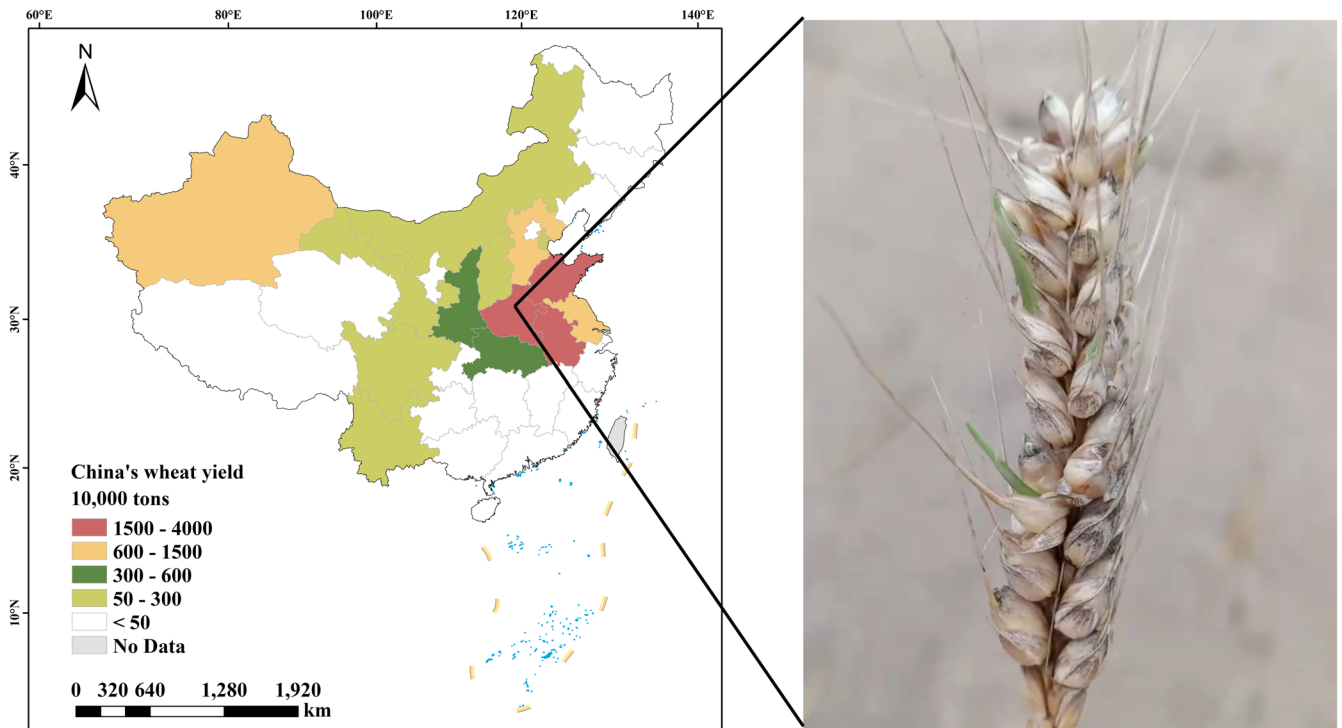 60°E 80°E 100°E 120°E 140°E
N
40°N
30°N
20°N
10°N
China's wheat yield
10,000 tons
1500 - 4000
600 - 1500
300 - 600
50 - 300
< 50
No Data
0 320 640 1,280 1,920
km